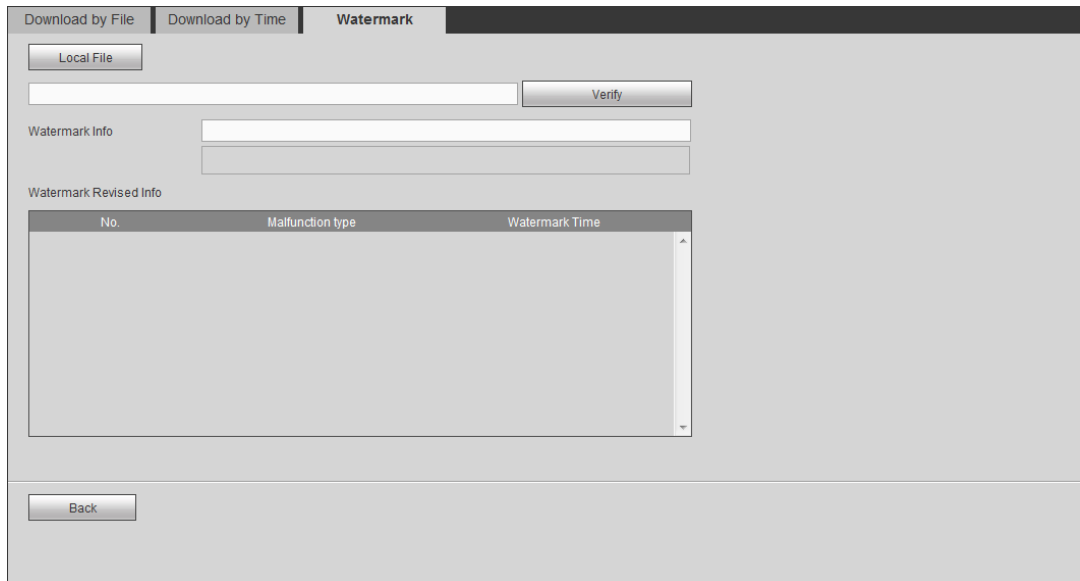 Download by File Download by Time Watermark
Local File
Verify
Watermark Info
Watermark Revised Info
No. Malfunction type Watermark Time
Back